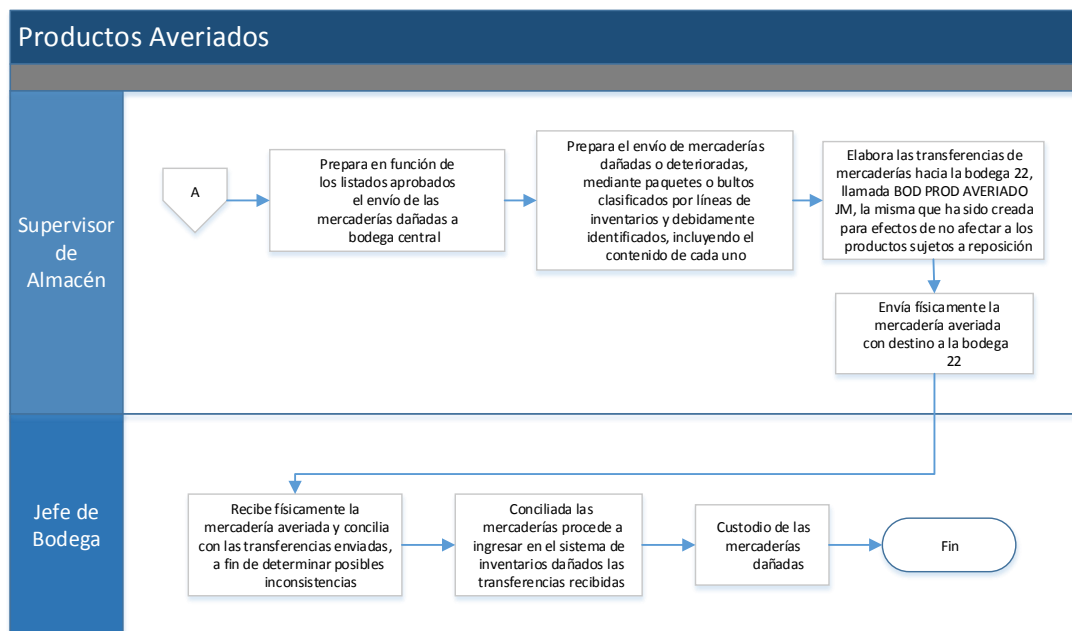 Productos Averiados
Supervisor
de
Almacén
A
Prepara en función de
los listados aprobados
el envío de las
mercaderías dañadas a
bodega central
Prepara el envío de mercaderías
dañadas o deterioradas,
mediante paquetes o bultos
clasificados por líneas de
inventarios y debidamente
identificados, incluyendo el
contenido de cada uno
Elabora las transferencias de
mercaderías hacia la bodega 22,
llamada BOD PROD AVERIADO
JM, la misma que ha sido creada
para efectos de no afectar a los
productos sujetos a reposición
Envía físicamente la
mercadería averiada
con destino a la bodega
22
Jefe de
Bodega
Recibe físicamente la
mercadería averiada y concilia
con las transferencias enviadas,
a fin de determinar posibles
inconsistencias
Conciliada las
mercaderías procede a
ingresar en el sistema de
inventarios dañados las
transferencias recibidas
Custodio de las
mercaderías
dañadas
Fin